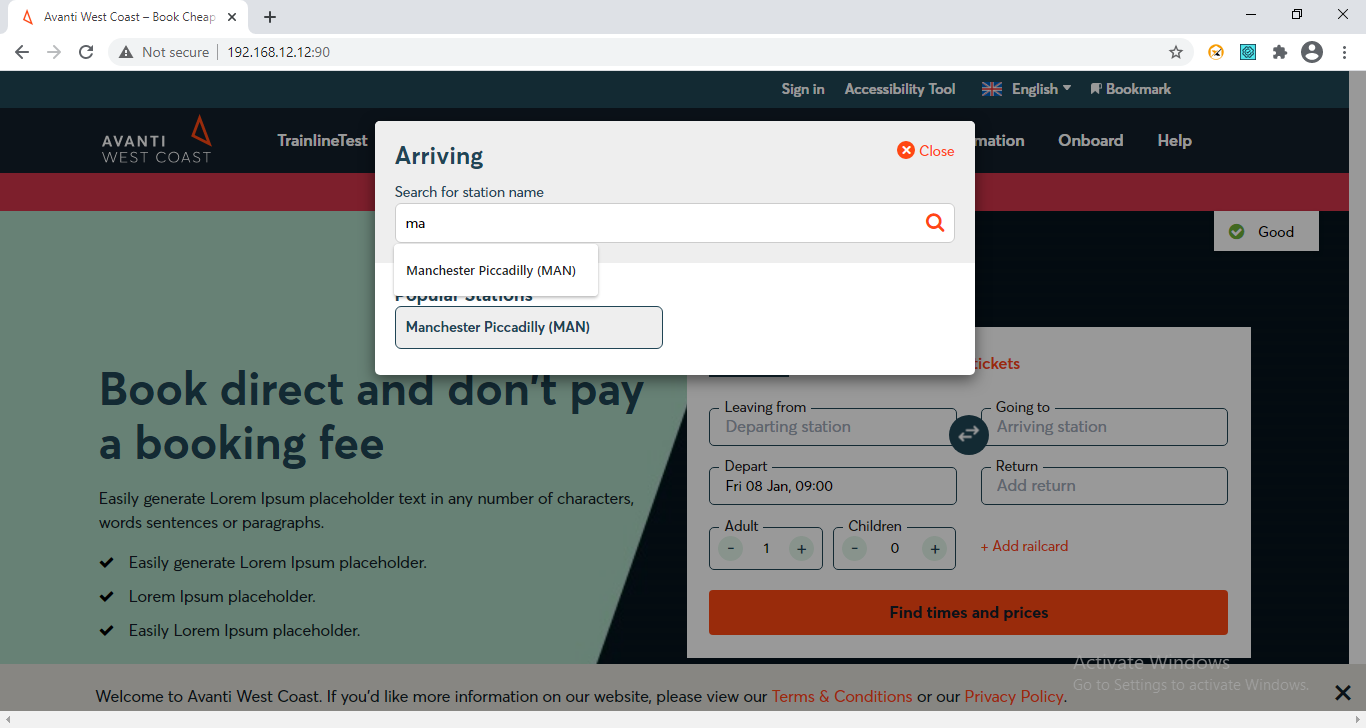 Avanti West Coast – Book Cheap
Not secure
192.168.12.12:90
Sign in
Accessibility Tool
English
Bookmark
AVANTI
WEST COAST
TrainlineTest
mation
Onboard
Help
Arriving
Close
Search for station name
ma
Manchester Piccadilly (MAN)
Popular Stations
Manchester Piccadilly (MAN)
Good
Book direct and don't pay
a booking fee
Easily generate Lorem Ipsum placeholder text in any number of characters,
words sentences or paragraphs.
Easily generate Lorem Ipsum placeholder.
Lorem Ipsum placeholder.
Easily Lorem Ipsum placeholder.
tickets
Leaving from
Departing station
Going to
Arriving station
Depart
Fri 08 Jan, 09:00
Return
Add return
Adult
- 1 +
Children
- 0 +
+ Add railcard
Find times and prices
Activate Windows
Go to Settings to activate Windows.
Welcome to Avanti West Coast. If you'd like more information on our website, please view our Terms & Conditions or our Privacy Policy.